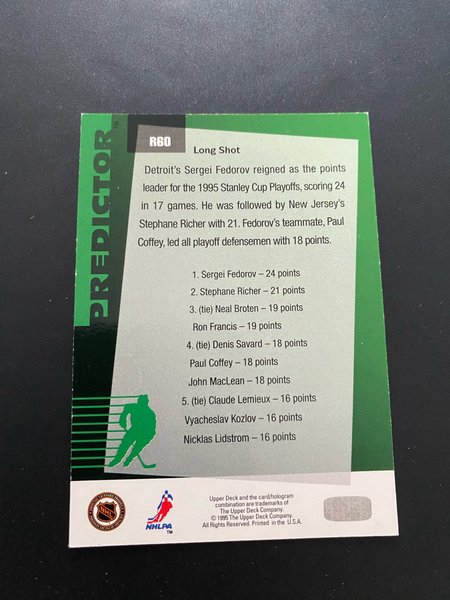 PREDICTOR™
R60
Long Shot
Detroit's Sergei Fedorov reigned as the points
leader for the 1995 Stanley Cup Playoffs, scoring 24
in 17 games. He was followed by New Jersey's
Stephane Richer with 21. Fedorov's teammate, Paul
Coffey, led all playoff defensemen with 18 points.
1. Sergei Fedorov – 24 points
2. Stephane Richer – 21 points
3. (tie) Neal Broten – 19 points
Ron Francis – 19 points
4. (tie) Denis Savard – 18 points
Paul Coffey – 18 points
John MacLean – 18 points
5. (tie) Claude Lemieux – 16 points
Vyacheslav Kozlov – 16 points
Nicklas Lidstrom – 16 points
NHL
NHLPA
TM
Upper Deck and the card/hologram
combination are trademarks of
The Upper Deck Company.
© 1995 The Upper Deck Company.
All Rights Reserved. Printed in the U.S.A.